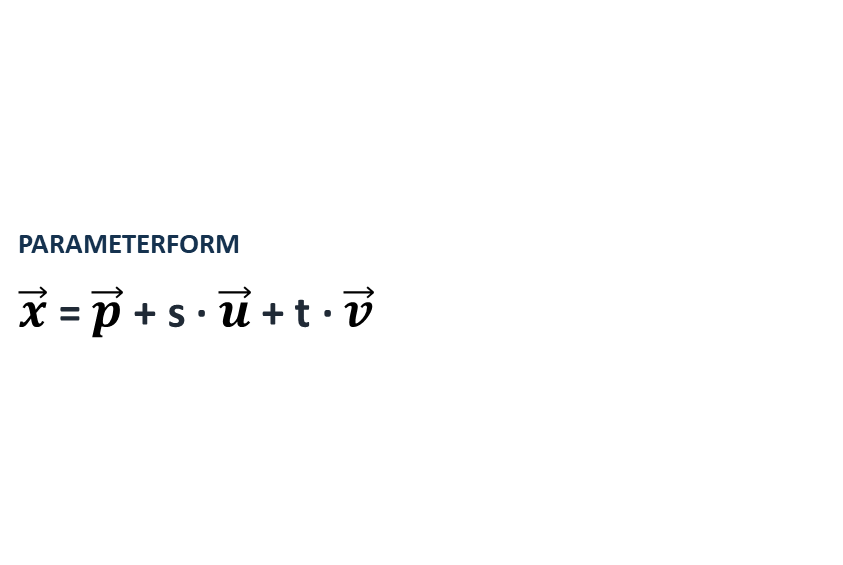 PARAMETERFORM
x⃗ = p⃗ + s · u⃗ + t · v⃗